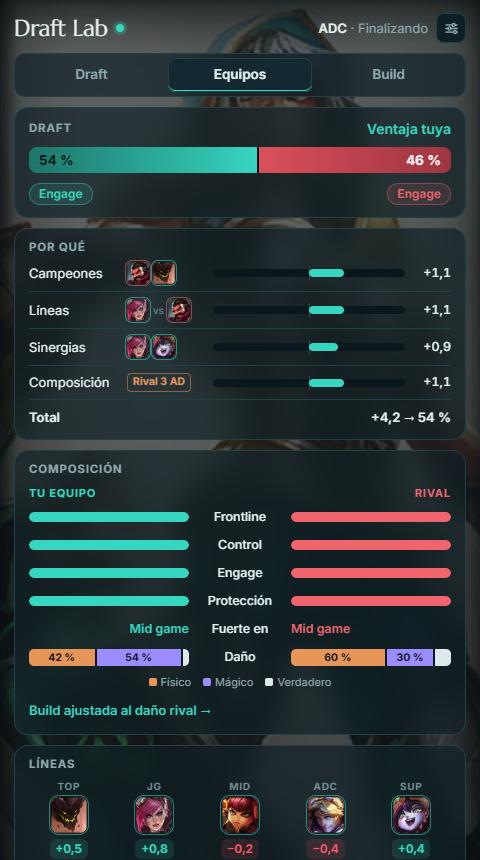 Draft Lab
ADC · Finalizando
Draft Equipos Build
DRAFT Ventaja tuya
54 % 46 %
Engage Engage
POR QUÉ
Campeones +1,1
Líneas vs +1,1
Sinergias +0,9
Composición Rival 3 AD +1,1
Total +4,2 → 54 %
COMPOSICIÓN
TU EQUIPO RIVAL
Frontline
Control
Engage
Protección
Mid game Fuerte en Mid game
42 % 54 % Daño 60 % 30 %
Físico Mágico Verdadero
Build ajustada al daño rival →
LÍNEAS
TOP JG MID ADC SUP
+0,5 +0,8 −0,2 −0,4 +0,4